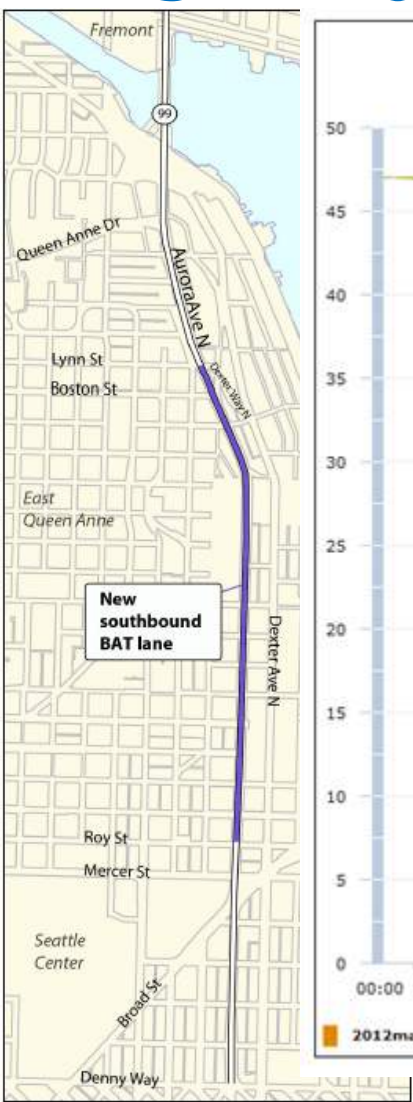 Fremont
99
Queen Anne Dr
Aurora Ave N
Lynn St
Dexter Way N
Boston St
East
Queen Anne
New
southbound
BAT lane
Dexter Ave N
Roy St
Mercer St
Seattle
Center
Broad St
Denny Way
50
45
40
35
30
25
20
15
10
5
0
00:00
2012ma